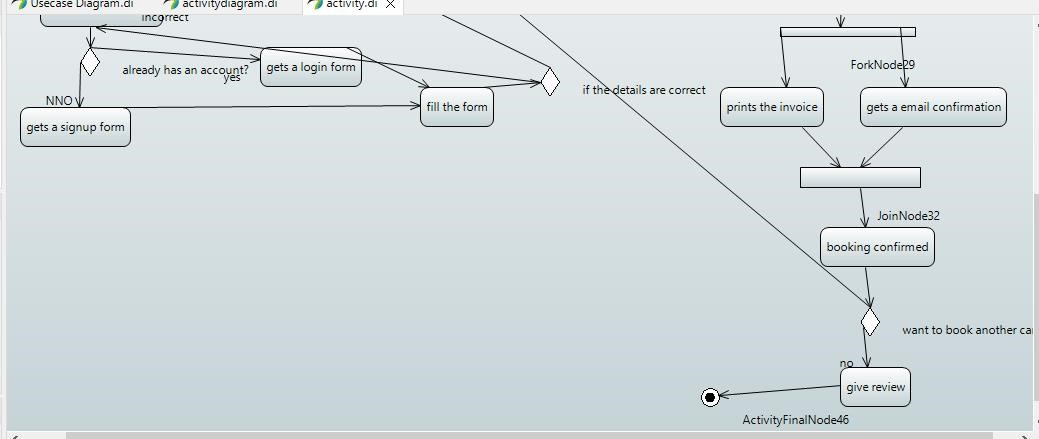 Usecase Diagram.di
activitydiagram.di
activity.di
incorrect
already has an account?
yes
gets a login form
if the details are correct
ForkNode29
NNO
gets a signup form
fill the form
prints the invoice
gets a email confirmation
JoinNode32
booking confirmed
want to book another ca
no
give review
ActivityFinalNode46